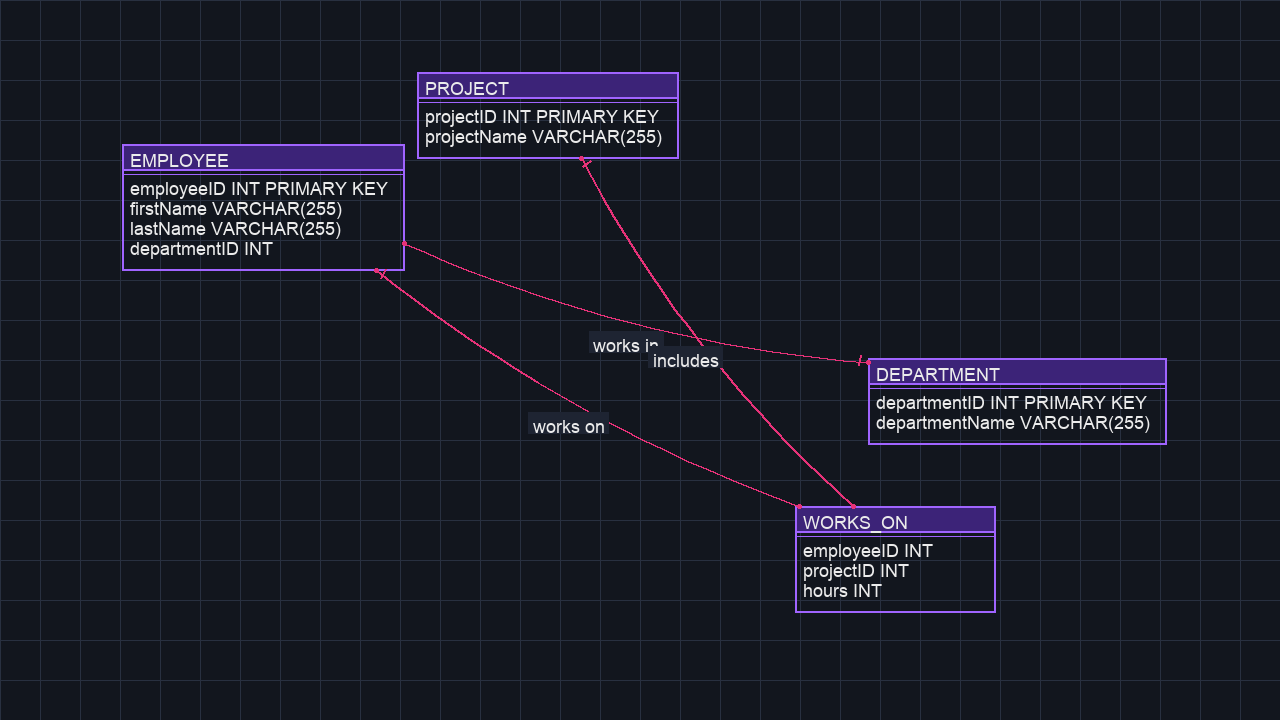 PROJECT
projectID INT PRIMARY KEY
projectName VARCHAR(255)
EMPLOYEE
employeeID INT PRIMARY KEY
firstName VARCHAR(255)
lastName VARCHAR(255)
departmentID INT
works in
includes
DEPARTMENT
departmentID INT PRIMARY KEY
departmentName VARCHAR(255)
works on
WORKS_ON
employeeID INT
projectID INT
hours INT